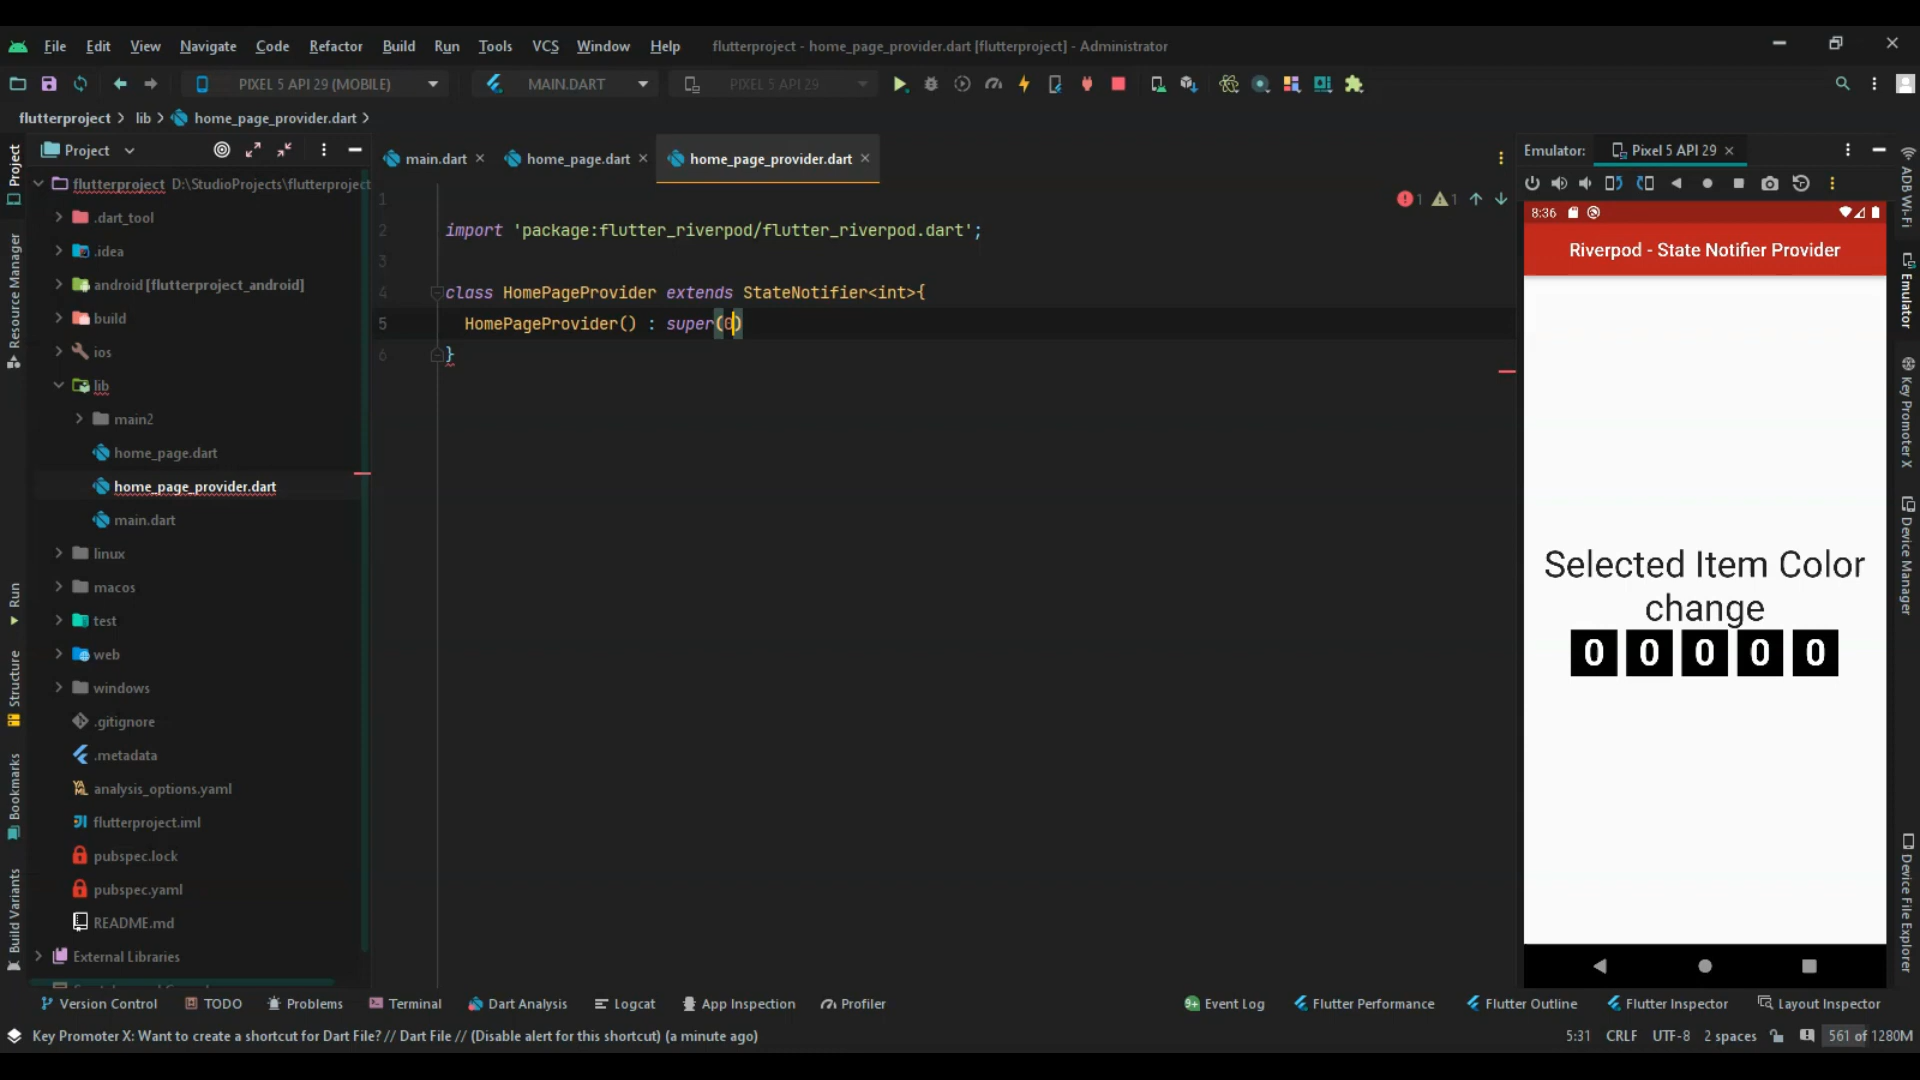 File Edit View Navigate Code Refactor Build Run Tools VCS Window Help flutterproject - home_page_provider.dart [flutterproject] - Administrator
PIXEL 5 API 29 (MOBILE) MAIN.DART PIXEL 5 API 29
flutterproject lib home_page_provider.dart
Project
main.dart home_page.dart home_page_provider.dart
Emulator: Pixel 5 API 29
flutterproject D:\StudioProjects\flutterproject
.dart_tool
.idea
android [flutterproject_android]
build
ios
lib
main2
home_page.dart
home_page_provider.dart
main.dart
linux
macos
test
web
windows
.gitignore
.metadata
analysis_options.yaml
flutterproject.iml
pubspec.lock
pubspec.yaml
README.md
External Libraries
1
2 import 'package:flutter_riverpod/flutter_riverpod.dart';
3
4 class HomePageProvider extends StateNotifier<int>{
5 HomePageProvider() : super(0)
6 }
1 1
8:36
Riverpod - State Notifier Provider
Selected Item Color
change
0 0 0 0 0
Project
Resource Manager
Run
Structure
Bookmarks
Build Variants
ADB Wi-Fi
Emulator
Key Promoter X
Device Manager
Device File Explorer
Version Control TODO Problems Terminal Dart Analysis Logcat App Inspection Profiler Event Log Flutter Performance Flutter Outline Flutter Inspector Layout Inspector
Key Promoter X: Want to create a shortcut for Dart File? // Dart File // (Disable alert for this shortcut) (a minute ago) 5:31 CRLF UTF-8 2 spaces 561 of 1280M